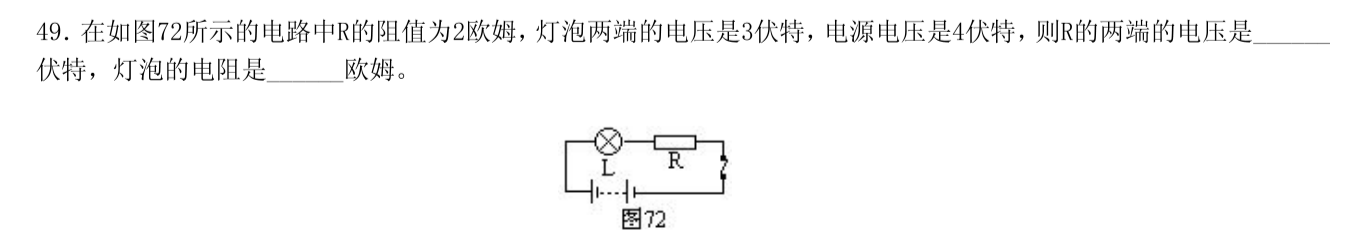 49．在如图72所示的电路中R的阻值为2欧姆，灯泡两端的电压是3伏特，电源电压是4伏特，则R的两端的电压是______
伏特，灯泡的电阻是______欧姆。
L
R
图72